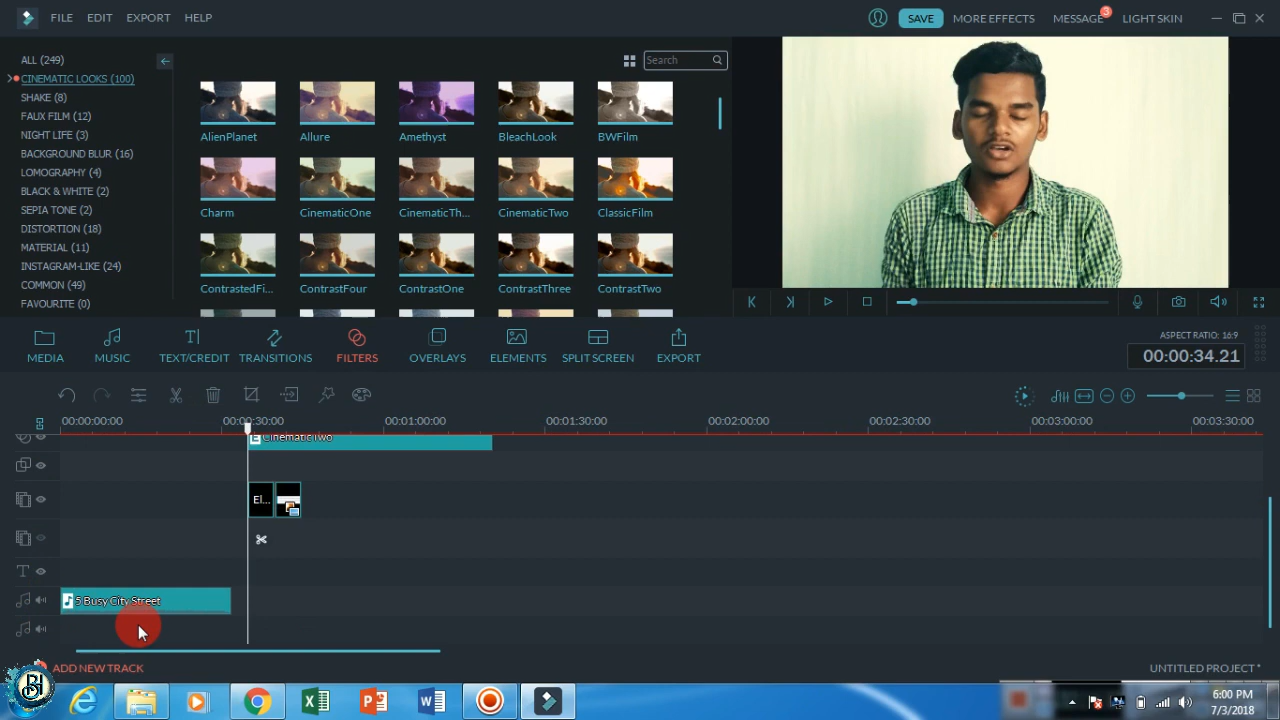 FILE EDIT EXPORT HELP
SAVE MORE EFFECTS MESSAGE 3 LIGHT SKIN
ALL (249)
CINEMATIC LOOKS (100)
SHAKE (8)
FAUX FILM (12)
NIGHT LIFE (3)
BACKGROUND BLUR (16)
LOMOGRAPHY (4)
BLACK & WHITE (2)
SEPIA TONE (2)
DISTORTION (18)
MATERIAL (11)
INSTAGRAM-LIKE (24)
COMMON (49)
FAVOURITE (0)
Search
AlienPlanet Allure Amethyst BleachLook BWFilm
Charm CinematicOne CinematicTh... CinematicTwo ClassicFilm
ContrastedFi... ContrastFour ContrastOne ContrastThree ContrastTwo
MEDIA MUSIC TEXT/CREDIT TRANSITIONS FILTERS OVERLAYS ELEMENTS SPLIT SCREEN EXPORT
ASPECT RATIO: 16:9
00:00:34.21
00:00:00:00 00:00:30:00 00:01:00:00 00:01:30:00 00:02:00:00 00:02:30:00 00:03:00:00 00:03:30:00
E CinematicTwo
El...
T
5 Busy City Street
ADD NEW TRACK
UNTITLED PROJECT *
6:00 PM
7/3/2018